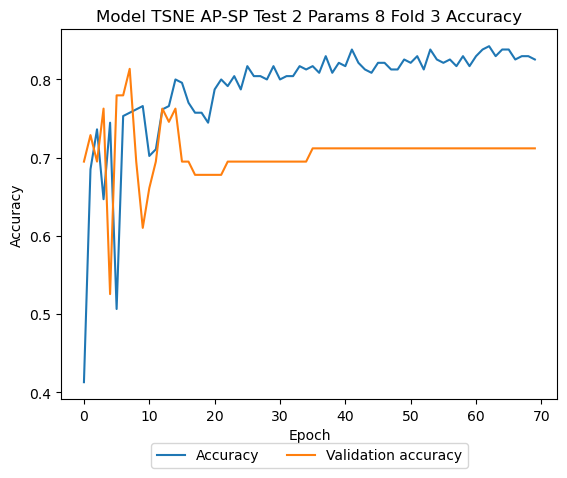 Model TSNE AP-SP Test 2 Params 8 Fold 3 Accuracy
0.8
0.7
0.6
0.5
0.4
Accuracy
0 10 20 30 40 50 60 70
Epoch
Accuracy Validation accuracy